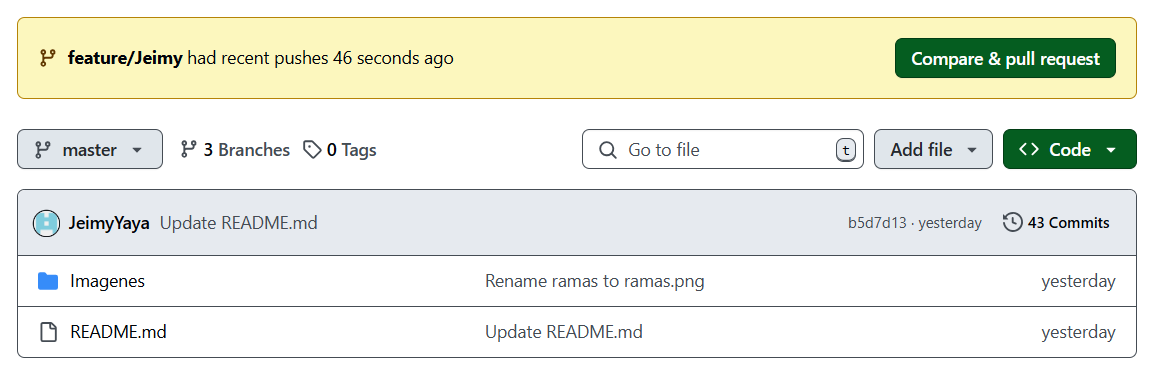 feature/Jeimy had recent pushes 46 seconds ago Compare & pull request
master 3 Branches 0 Tags Go to file t Add file Code
JeimyYaya Update README.md b5d7d13 · yesterday 43 Commits
Imagenes Rename ramas to ramas.png yesterday
README.md Update README.md yesterday